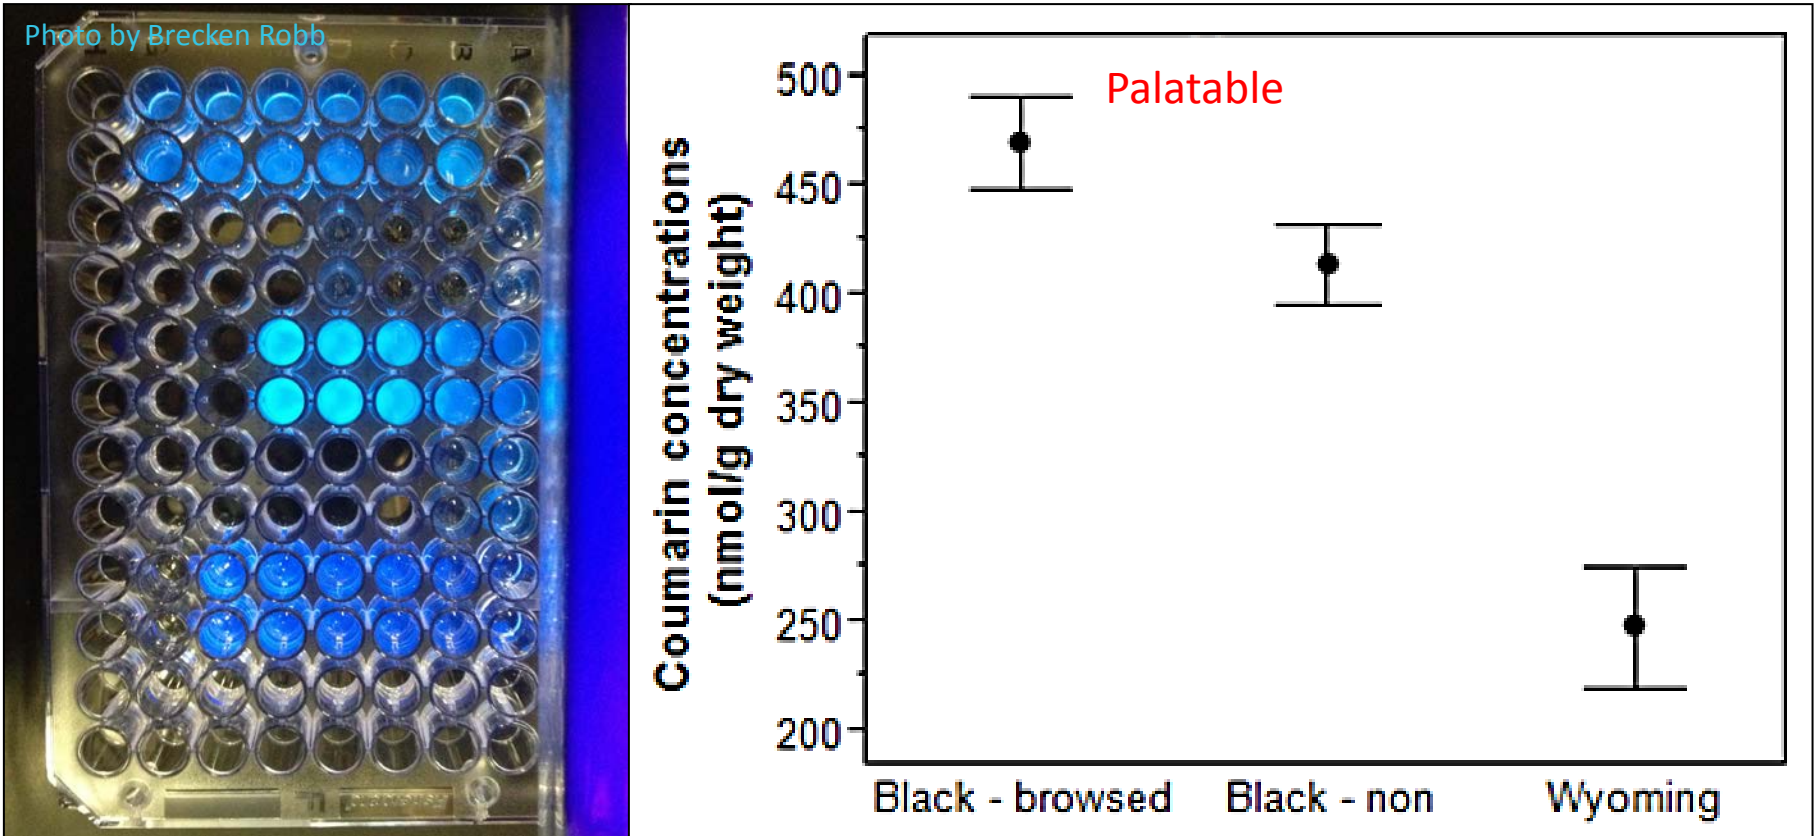 Photo by Brecken Robb
Palatable
Coumarin concentrations
(nmol/g dry weight)
500
450
400
350
300
250
200
Black - browsed
Black - non
Wyoming